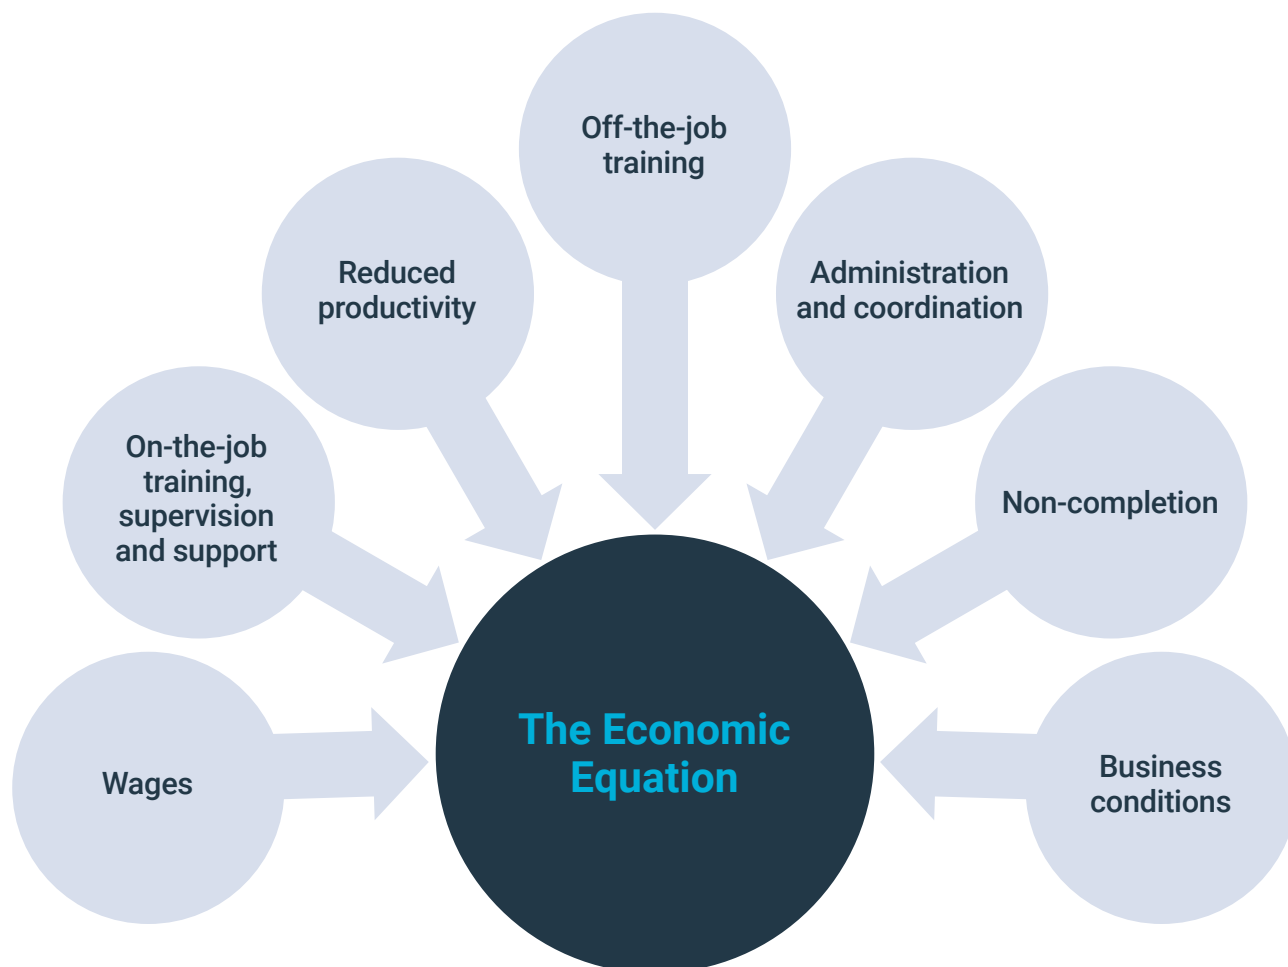 Off-the-job
training
Reduced
productivity
Administration
and coordination
On-the-job
training,
supervision
and support
Non-completion
Wages
The Economic
Equation
Business
conditions